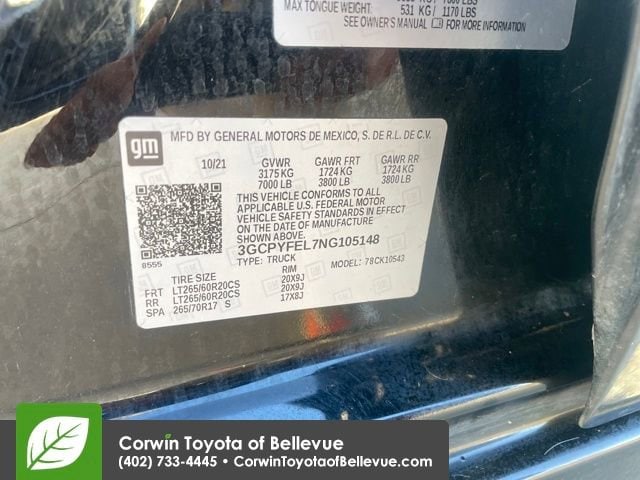 MAX TONGUE WEIGHT: 531 KG / 1170 LBS
SEE OWNER'S MANUAL FOR MORE INFORMATION
gm
MFD BY GENERAL MOTORS DE MEXICO, S. DE R.L. DE C.V.
10/21 GVWR GAWR FRT GAWR RR
3175 KG 1724 KG 1724 KG
7000 LB 3800 LB 3800 LB
THIS VEHICLE CONFORMS TO ALL
APPLICABLE U.S. FEDERAL MOTOR
VEHICLE SAFETY STANDARDS IN
EFFECT ON THE DATE OF
MANUFACTURE
3GCPYFEL7NG105148
8555
TYPE: TRUCK MODEL: 78CK10543
TIRE SIZE RIM
FRT LT265/60R20CS 20X9J
RR LT265/60R20CS 20X9J
SPA 265/70R17 S 17X8J
Corwin Toyota of Bellevue
(402) 733-4445 • CorwinToyotaofBellevue.com